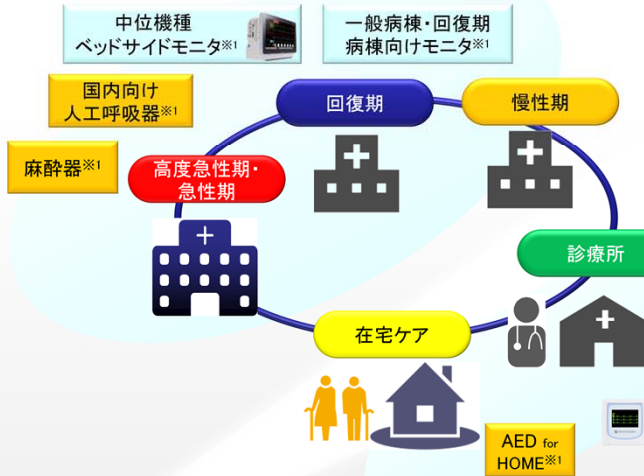 中位機種
ベッドサイドモニタ※1
一般病棟・回復期
病棟向けモニタ※1
国内向け
人工呼吸器※1
回復期
慢性期
麻酔器※1
高度急性期・
急性期
診療所
在宅ケア
AED for
HOME※1